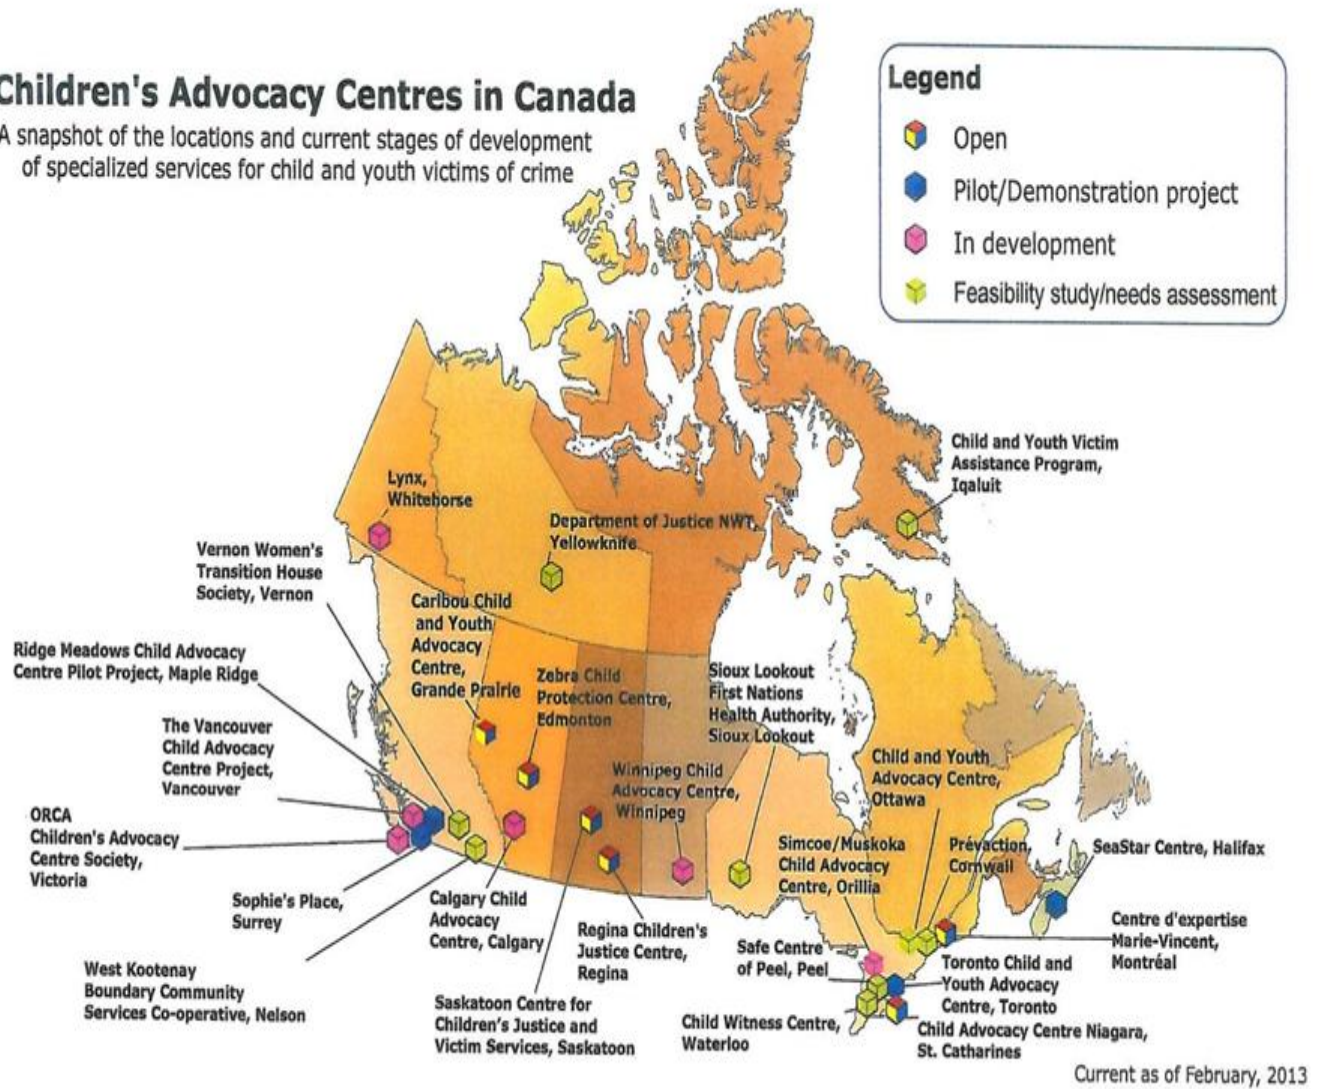 Children's Advocacy Centres in Canada
A snapshot of the locations and current stages of development
of specialized services for child and youth victims of crime
Legend
Open
Pilot/Demonstration project
In development
Feasibility study/needs assessment
Child and Youth Victim
Assistance Program,
Iqaluit
Lynx,
Whitehorse
Department of Justice NWT,
Yellowknife
Vernon Women's
Transition House
Society, Vernon
Caribou Child
and Youth
Advocacy
Centre,
Grande Prairie
Ridge Meadows Child Advocacy
Centre Pilot Project, Maple Ridge
Zebra Child
Protection Centre,
Edmonton
Sioux Lookout
First Nations
Health Authority,
Sioux Lookout
The Vancouver
Child Advocacy
Centre Project,
Vancouver
Winnipeg Child
Advocacy Centre,
Winnipeg
Child and Youth
Advocacy Centre,
Ottawa
ORCA
Children's Advocacy
Centre Society,
Victoria
Simcoe/Muskoka
Child Advocacy
Centre, Orillia
Prévaction,
Cornwall
SeaStar Centre, Halifax
Sophie's Place,
Surrey
Calgary Child
Advocacy
Centre, Calgary
Regina Children's
Justice Centre,
Regina
Safe Centre
of Peel, Peel
Centre d'expertise
Marie-Vincent,
Montréal
West Kootenay
Boundary Community
Services Co-operative, Nelson
Toronto Child and
Youth Advocacy
Centre, Toronto
Saskatoon Centre for
Children's Justice and
Victim Services, Saskatoon
Child Witness Centre,
Waterloo
Child Advocacy Centre Niagara,
St. Catharines
Current as of February, 2013